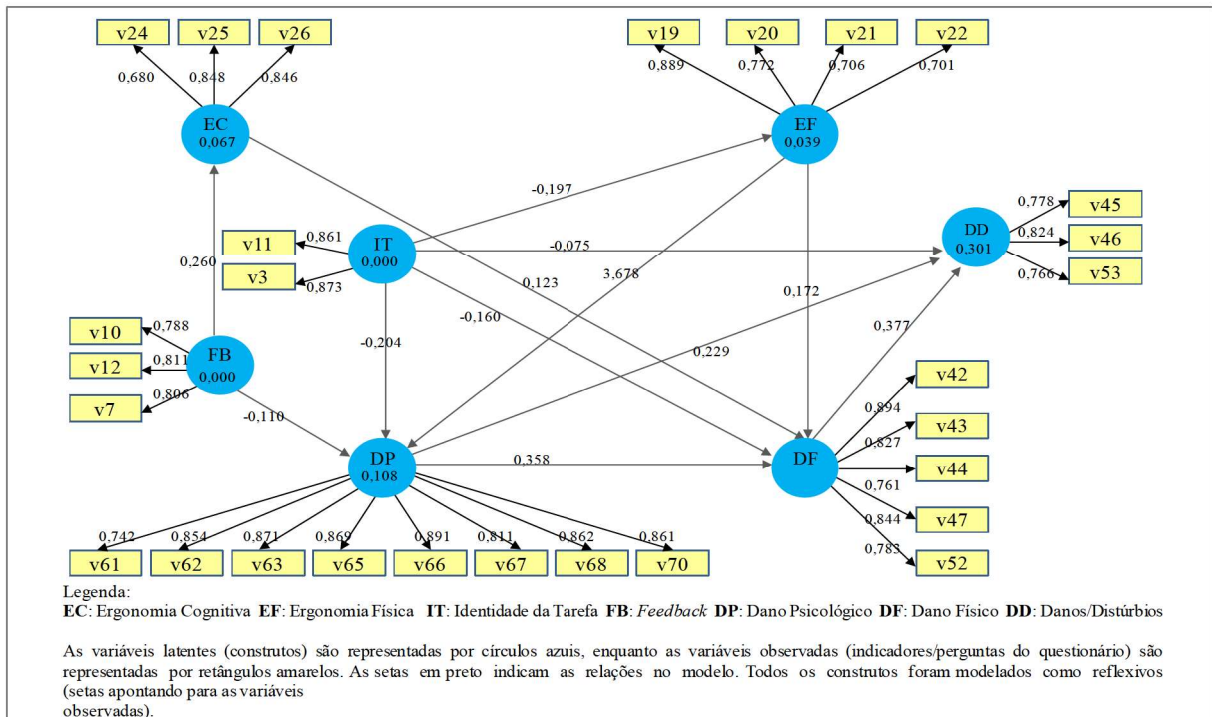 v24 v25 v26 v19 v20 v21 v22
0,680 0,848 0,846 0,889 0,772 0,706 0,701
EC EF
0,067 0,039
-0,197
v45
0,778
v11 0,861 IT -0,075 DD 0,824 v46
0,000 0,301
v3 0,873 0,766 v53
0,260 3,678 0,123 0,172
-0,160
v10 0,788 -0,204 0,377
v12 0,811 FB 0,229
0,000 v42
v7 0,806 0,894
-0,110 v43
0,827
DP 0,358 DF v44
0,108 0,761
v47
0,844
0,742 0,854 0,871 0,869 0,891 0,811 0,862 0,861 0,783
v61 v62 v63 v65 v66 v67 v68 v70 v52
Legenda:
EC: Ergonomia Cognitiva EF: Ergonomia Física IT: Identidade da Tarefa FB: Feedback DP: Dano Psicológico DF: Dano Físico DD: Danos/Distúrbios
As variáveis latentes (construtos) são representadas por círculos azuis, enquanto as variáveis observadas (indicadores/perguntas do questionário) são
representadas por retângulos amarelos. As setas em preto indicam as relações no modelo. Todos os construtos foram modelados como reflexivos
(setas apontando para as variáveis
observadas).